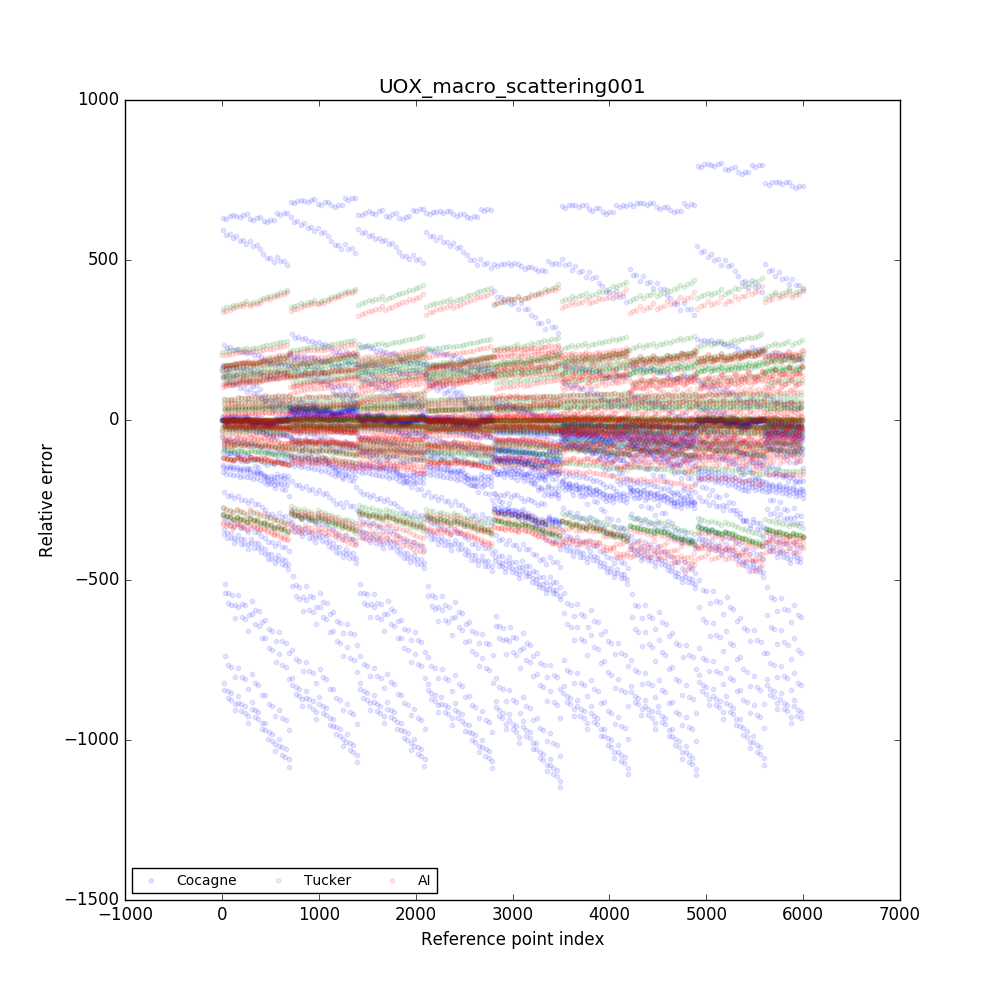 UOX_macro_scattering001
1000
500
0
−500
−1000
−1500
Relative error
−1000 0 1000 2000 3000 4000 5000 6000 7000
Reference point index
Cocagne Tucker AI